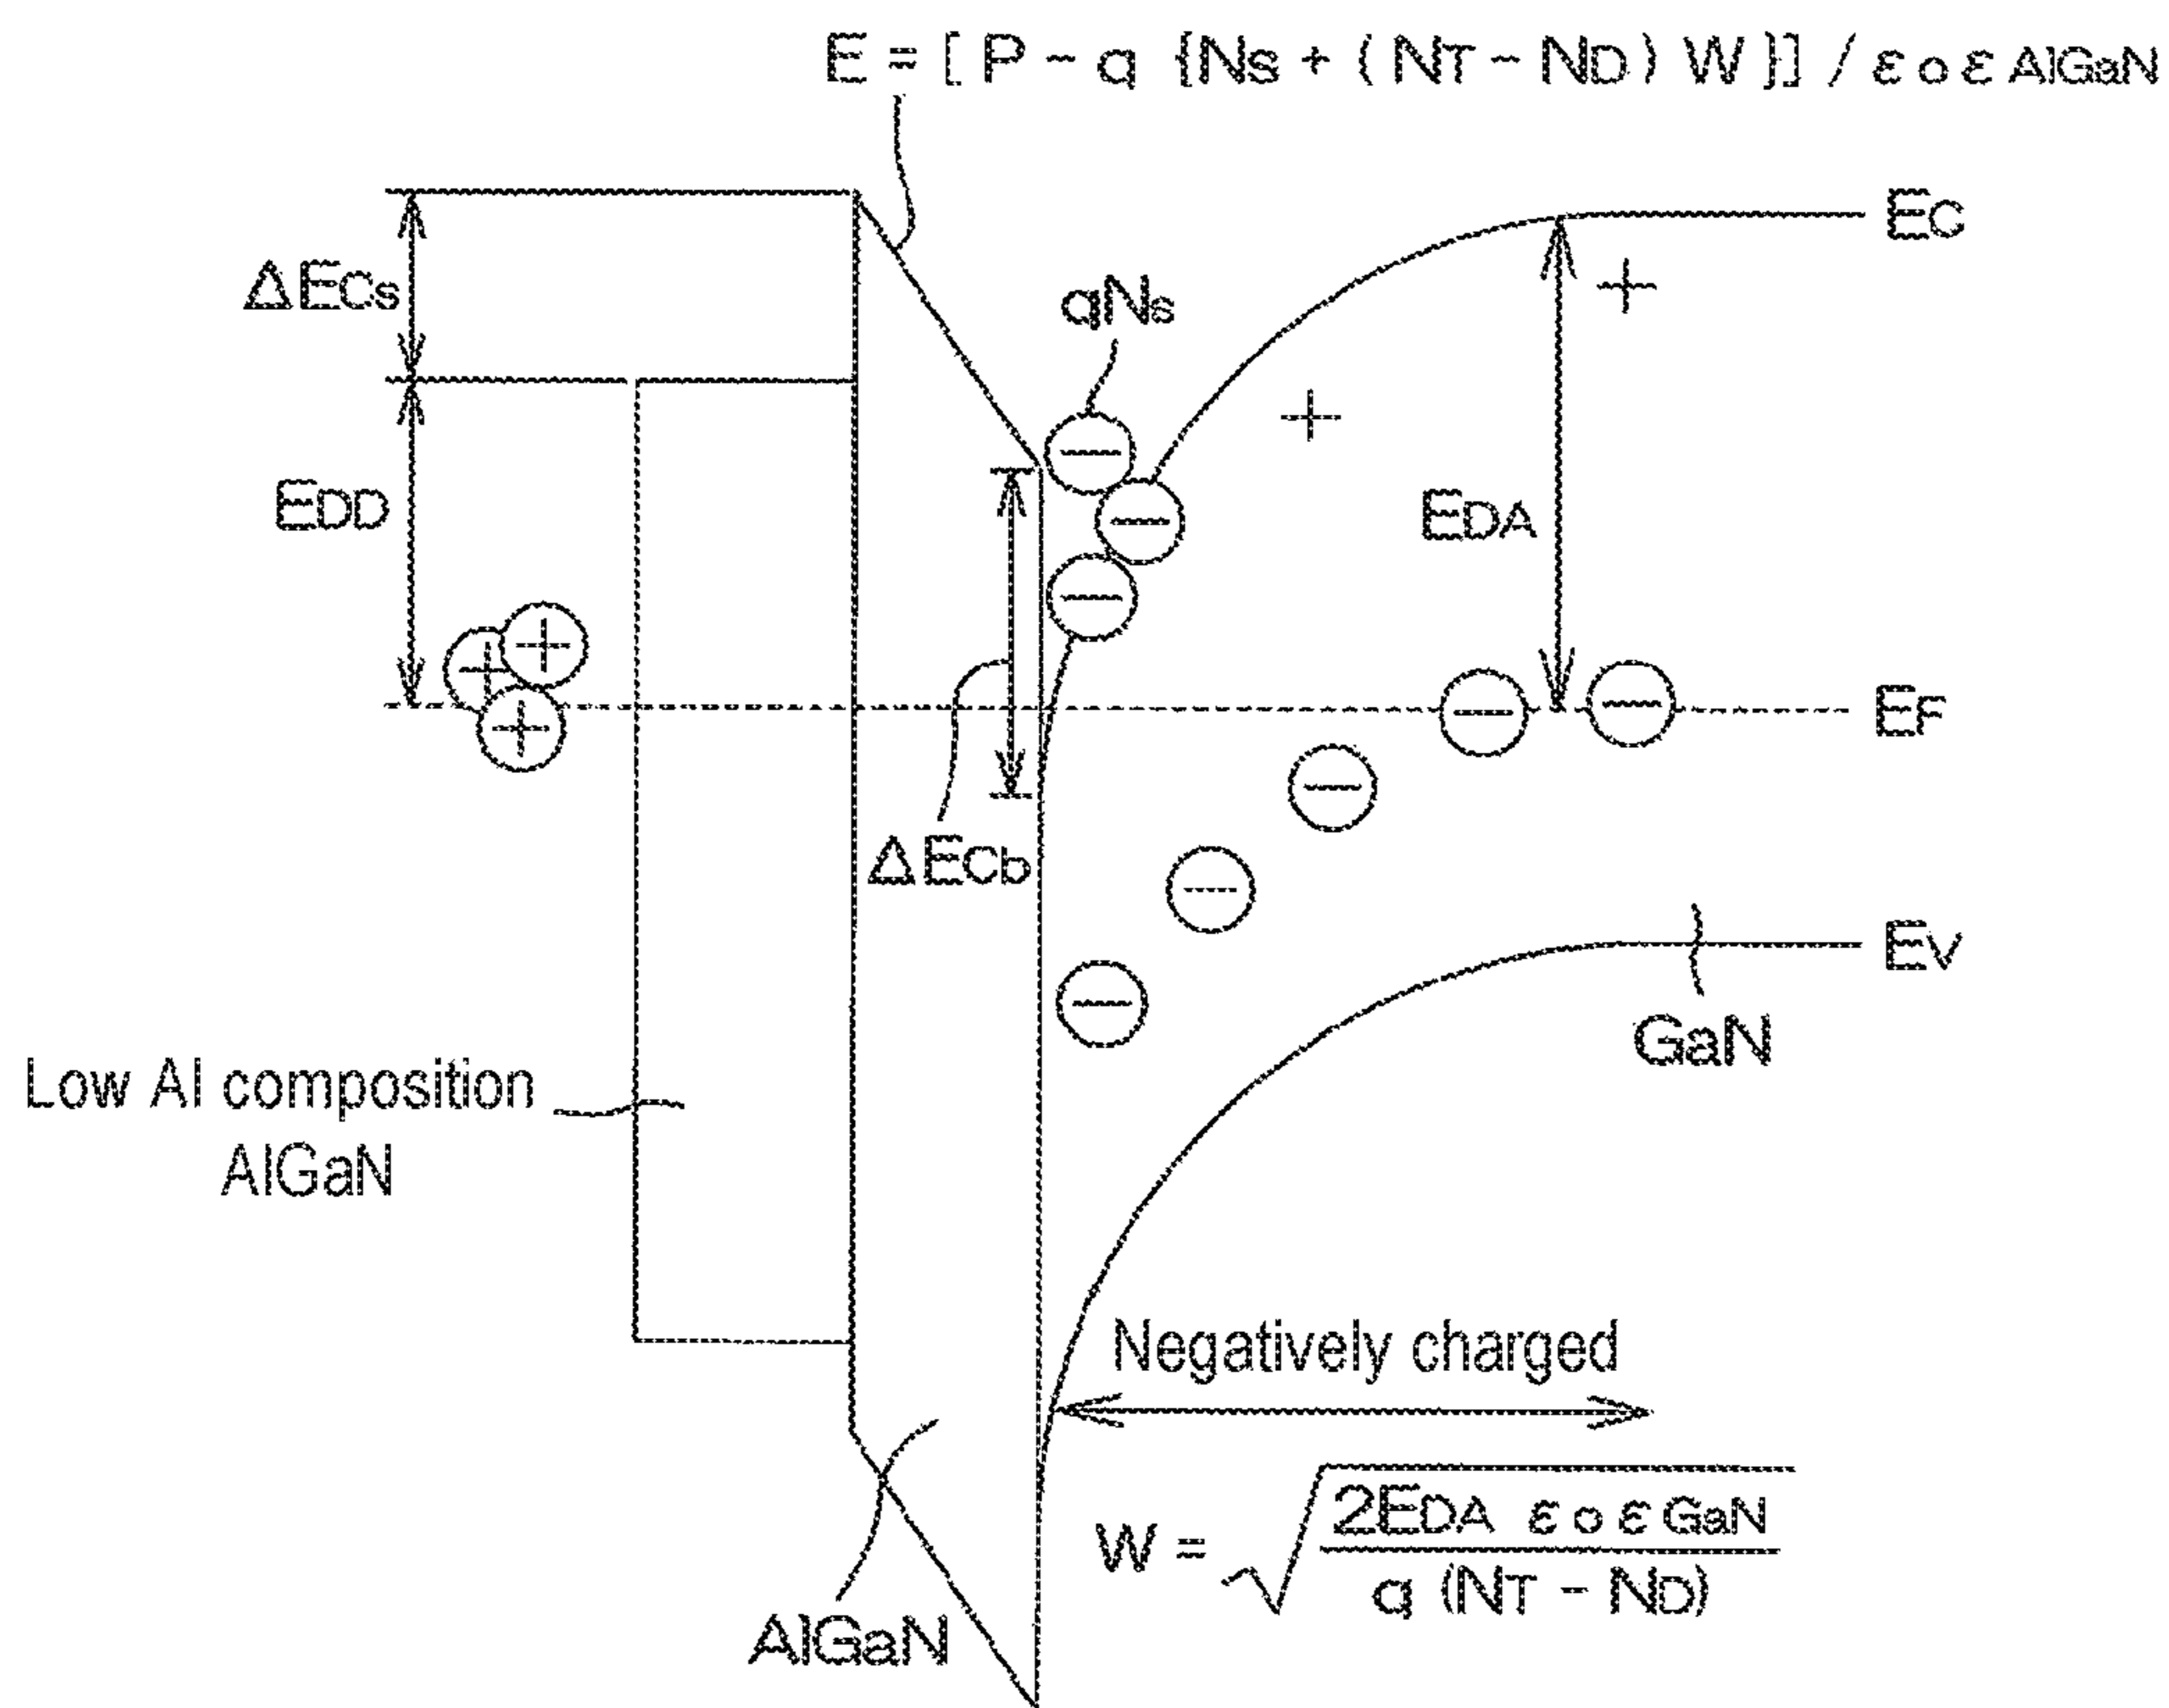 E = [ P - q {Ns + ( NT - ND ) W }] / ε o ε AlGaN
EC
ΔECs
qNs
+
EDD
+
EDA
EF
ΔECb
EV
GaN
Low Al composition
AlGaN
Negatively charged
W = √ 2EDA ε o ε GaN
q (NT - ND)
AlGaN